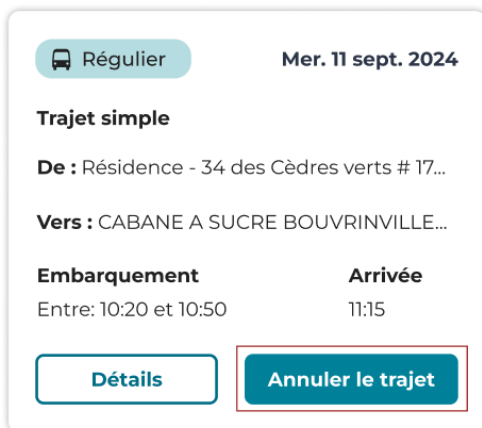 Régulier Mer. 11 sept. 2024
Trajet simple
De : Résidence - 34 des Cèdres verts # 17...
Vers : CABANE A SUCRE BOUVRINVILLE...
Embarquement Arrivée
Entre: 10:20 et 10:50 11:15
Détails Annuler le trajet